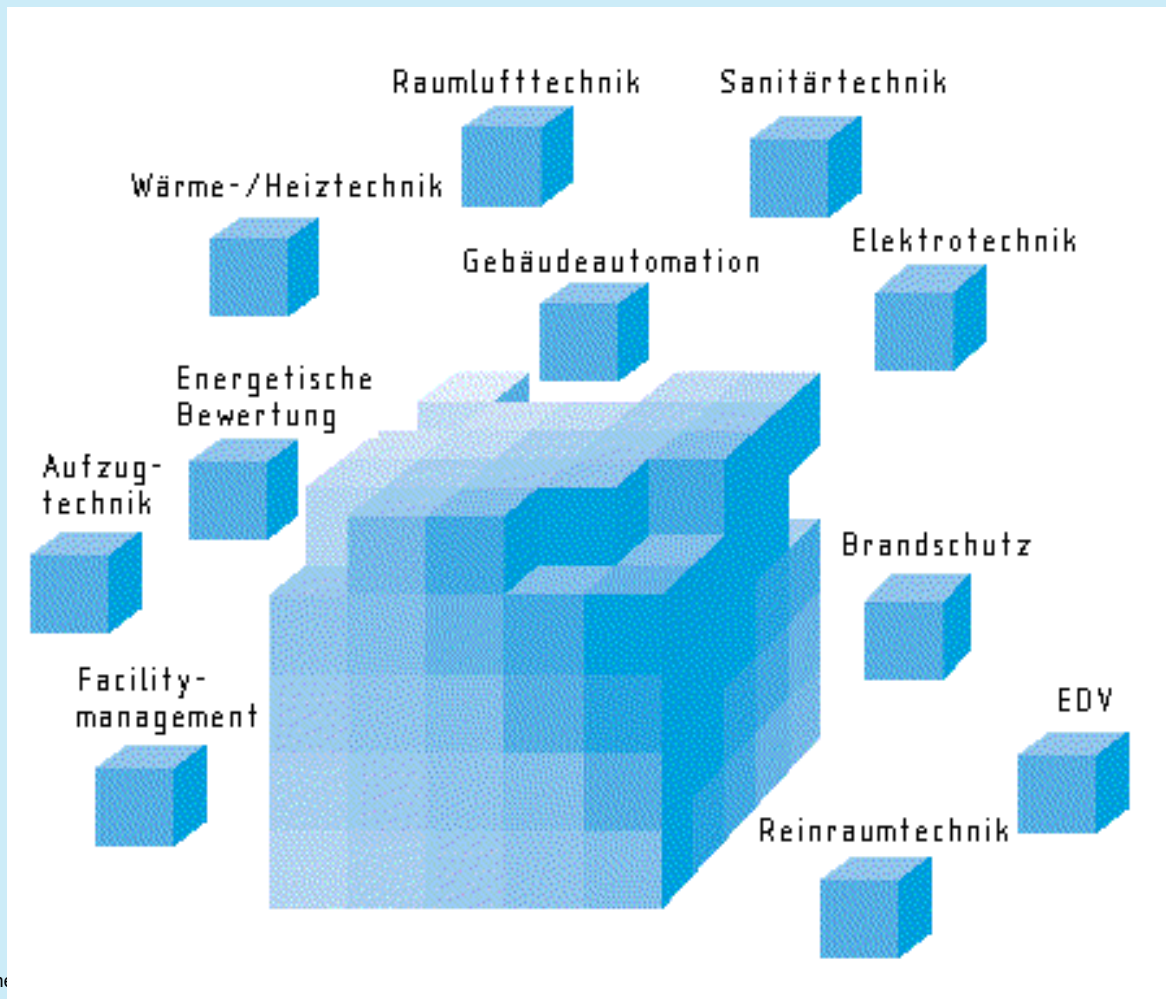 Raumlufttechnik
Sanitärtechnik
Wärme-/Heiztechnik
Elektrotechnik
Gebäudeautomation
Energetische
Bewertung
Aufzug-
technik
Brandschutz
Facility-
management
EDV
Reinraumtechnik